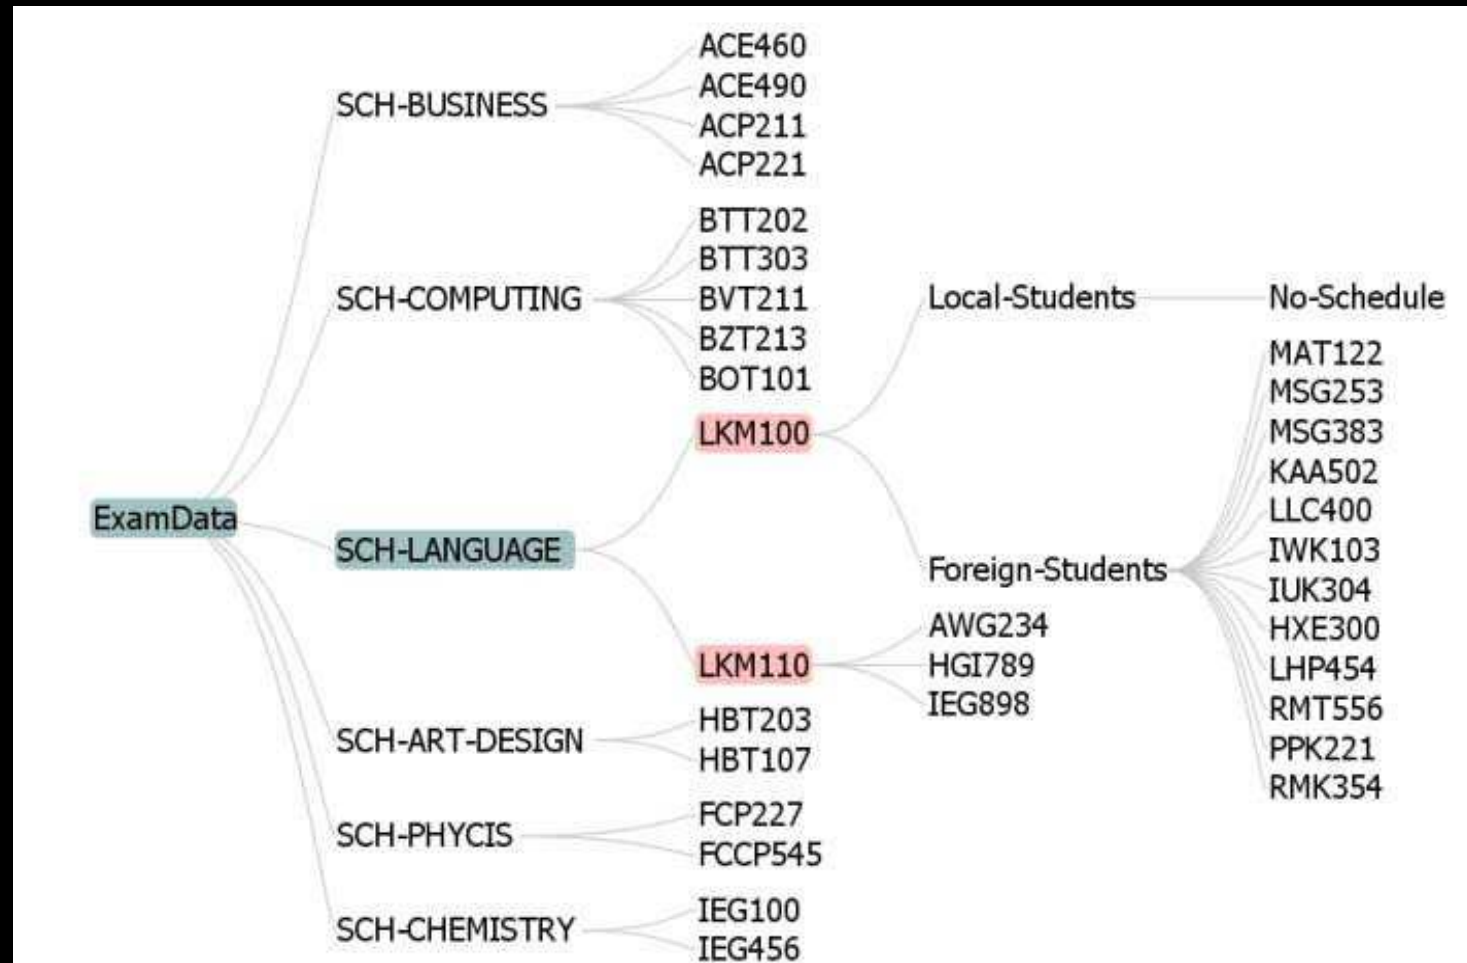 ExamData
SCH-BUSINESS
ACE460
ACE490
ACP211
ACP221
SCH-COMPUTING
BTT202
BTT303
BVT211
BZT213
BOT101
SCH-LANGUAGE
LKM100
Local-Students
No-Schedule
Foreign-Students
MAT122
MSG253
MSG383
KAA502
LLC400
IWK103
IUK304
HXE300
LHP454
RMT556
PPK221
RMK354
LKM110
AWG234
HGI789
IEG898
SCH-ART-DESIGN
HBT203
HBT107
SCH-PHYCIS
FCP227
FCCP545
SCH-CHEMISTRY
IEG100
IEG456